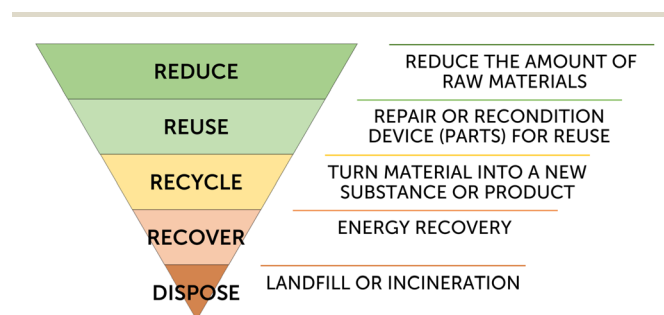 REDUCE
REDUCE THE AMOUNT OF
RAW MATERIALS
REUSE
REPAIR OR RECONDITION
DEVICE (PARTS) FOR REUSE
RECYCLE
TURN MATERIAL INTO A NEW
SUBSTANCE OR PRODUCT
RECOVER
ENERGY RECOVERY
DISPOSE
LANDFILL OR INCINERATION